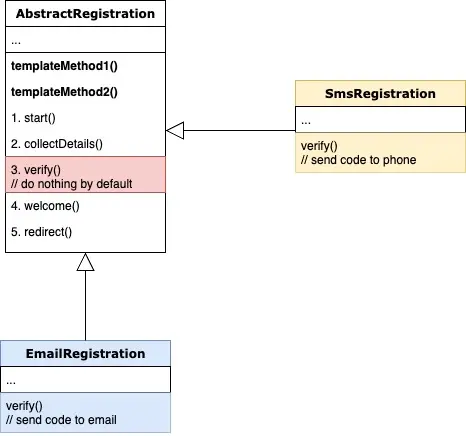 AbstractRegistration
...
templateMethod1()
templateMethod2()
1. start()
2. collectDetails()
3. verify()
// do nothing by default
4. welcome()
5. redirect()
SmsRegistration
...
verify()
// send code to phone
EmailRegistration
...
verify()
// send code to email